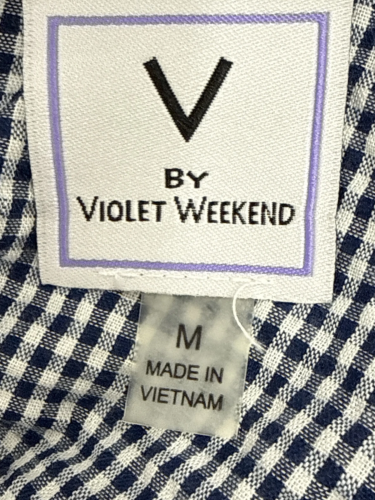 V
BY
VIOLET WEEKEND
M
MADE IN
VIETNAM